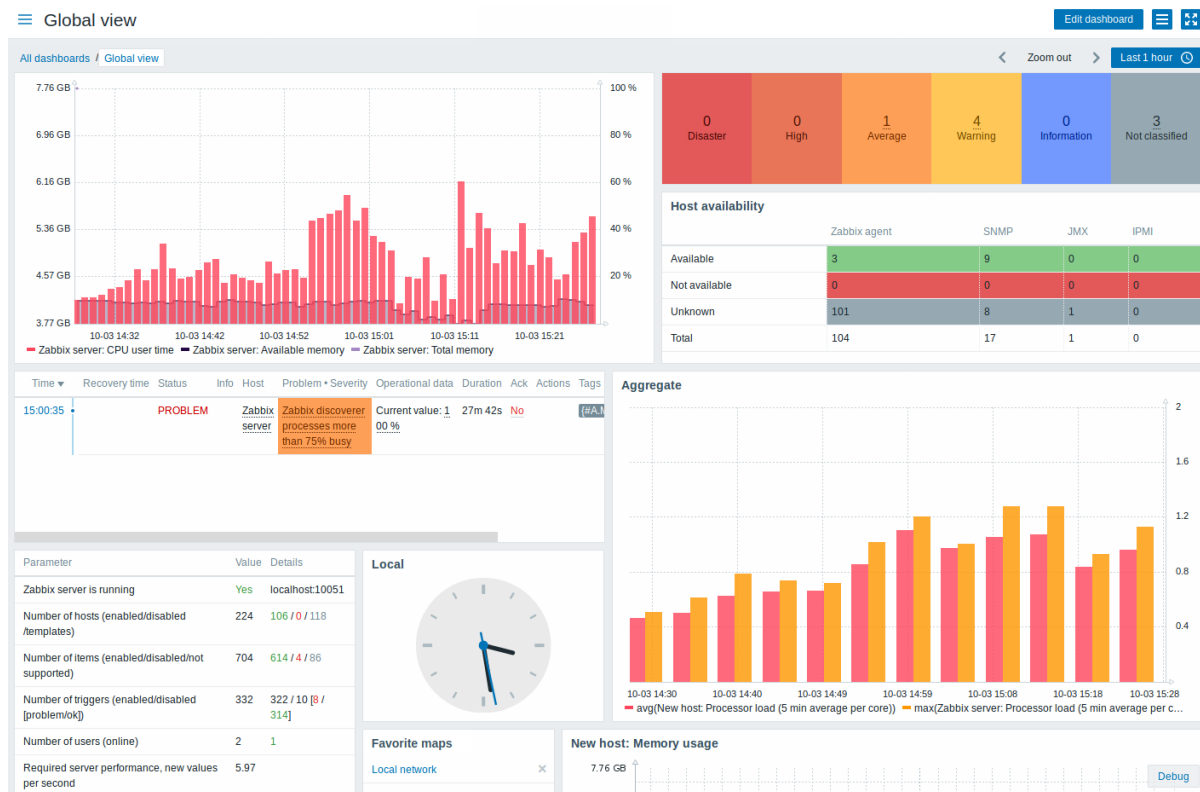 Global view
Edit dashboard
All dashboards / Global view
Zoom out
Last 1 hour
7.76 GB
6.96 GB
6.16 GB
5.36 GB
4.57 GB
3.77 GB
100 %
80 %
60 %
40 %
20 %
10-03 14:32 10-03 14:42 10-03 14:52 10-03 15:01 10-03 15:11 10-03 15:21
Zabbix server: CPU user time Zabbix server: Available memory Zabbix server: Total memory
0 0 1 4 0 3
Disaster High Average Warning Information Not classified
Host availability
Zabbix agent SNMP JMX IPMI
Available 3 9 0 0
Not available 0 0 0 0
Unknown 101 8 1 0
Total 104 17 1 0
Time Recovery time Status Info Host Problem • Severity Operational data Duration Ack Actions Tags
15:00:35 PROBLEM Zabbix Zabbix discoverer Current value: 1 27m 42s No {#A.M
server processes more 00 %
than 75% busy
Aggregate
2
1.6
1.2
0.8
0.4
10-03 14:30 10-03 14:40 10-03 14:49 10-03 14:59 10-03 15:08 10-03 15:18 10-03 15:28
avg(New host: Processor load (5 min average per core)) max(Zabbix server: Processor load (5 min average per c...
Parameter Value Details
Zabbix server is running Yes localhost:10051
Number of hosts (enabled/disabled 224 106 / 0 / 118
/templates)
Number of items (enabled/disabled/not 704 614 / 4 / 86
supported)
Number of triggers (enabled/disabled 332 322 / 10 [8 /
[problem/ok]) 314]
Number of users (online) 2 1
Required server performance, new values 5.97
per second
Local
Favorite maps
Local network
New host: Memory usage
7.76 GB
Debug